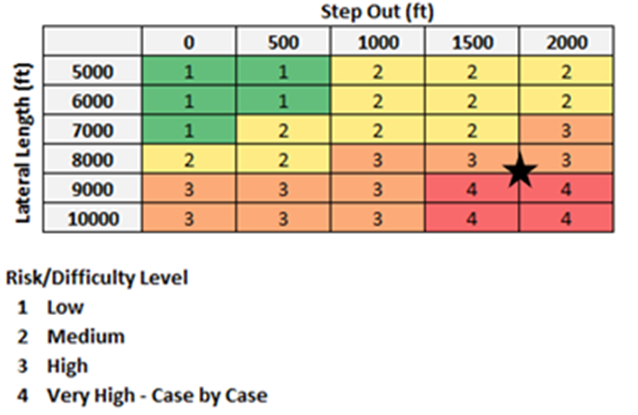 Step Out (ft)
0 500 1000 1500 2000
Lateral Length (ft)
5000 1 1 2 2 2
6000 1 1 2 2 2
7000 1 2 2 2 3
8000 2 2 3 3 3
9000 3 3 3 4 4
10000 3 3 3 4 4
Risk/Difficulty Level
1 Low
2 Medium
3 High
4 Very High - Case by Case